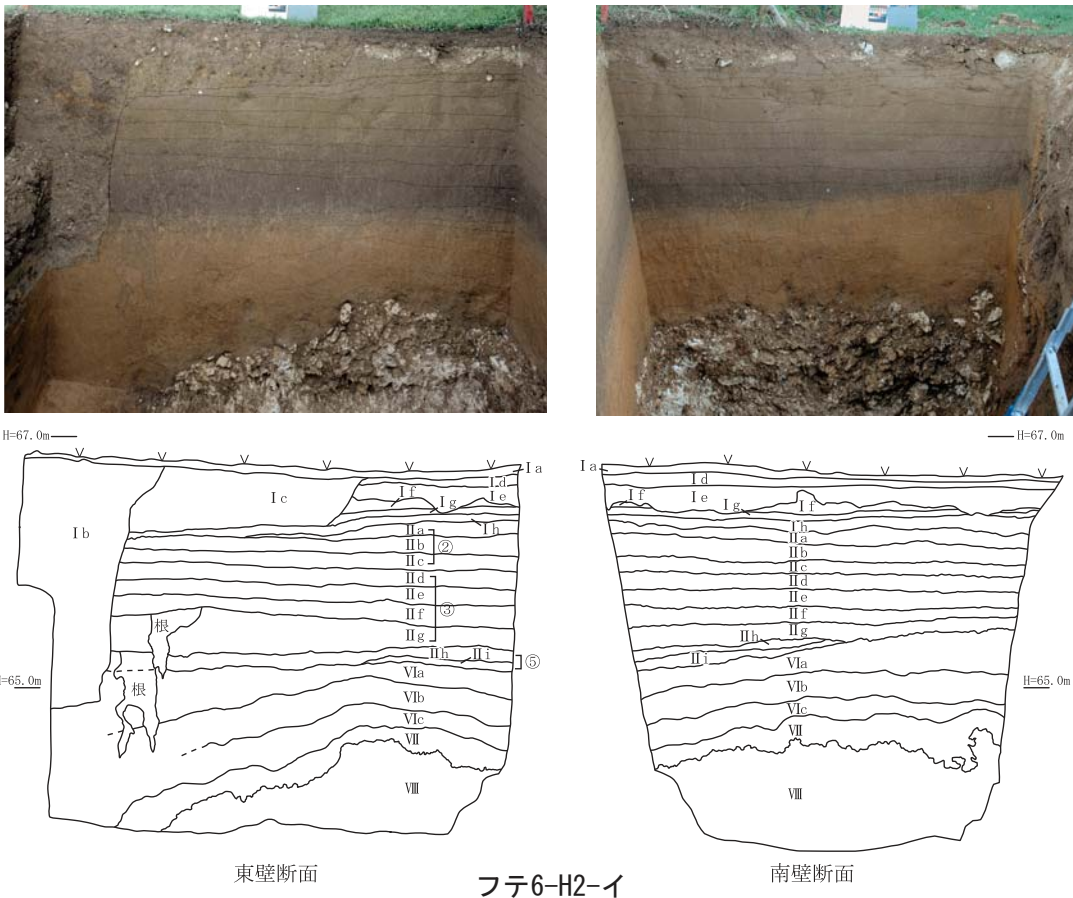 H=67.0m
Ⅰa
Ⅰd
Ⅰe
Ⅰf
Ⅰc
Ⅰg
Ⅰb
Ⅰh
Ⅱa
Ⅱb
②
Ⅱc
Ⅱd
Ⅱe
③
Ⅱf
根
Ⅱg
Ⅱh
Ⅱi
⑤
Ⅵa
H=65.0m
根
Ⅵb
Ⅵc
Ⅶ
Ⅷ
東壁断面
H=67.0m
Ⅰa
Ⅰd
Ⅰe
Ⅰf
Ⅰg
Ⅰf
Ⅰh
Ⅱa
Ⅱb
Ⅱc
Ⅱd
Ⅱe
Ⅱf
Ⅱg
Ⅱh
Ⅱi
Ⅵa
H=65.0m
Ⅵb
Ⅵc
Ⅶ
Ⅷ
南壁断面
フテ6-H2-イ